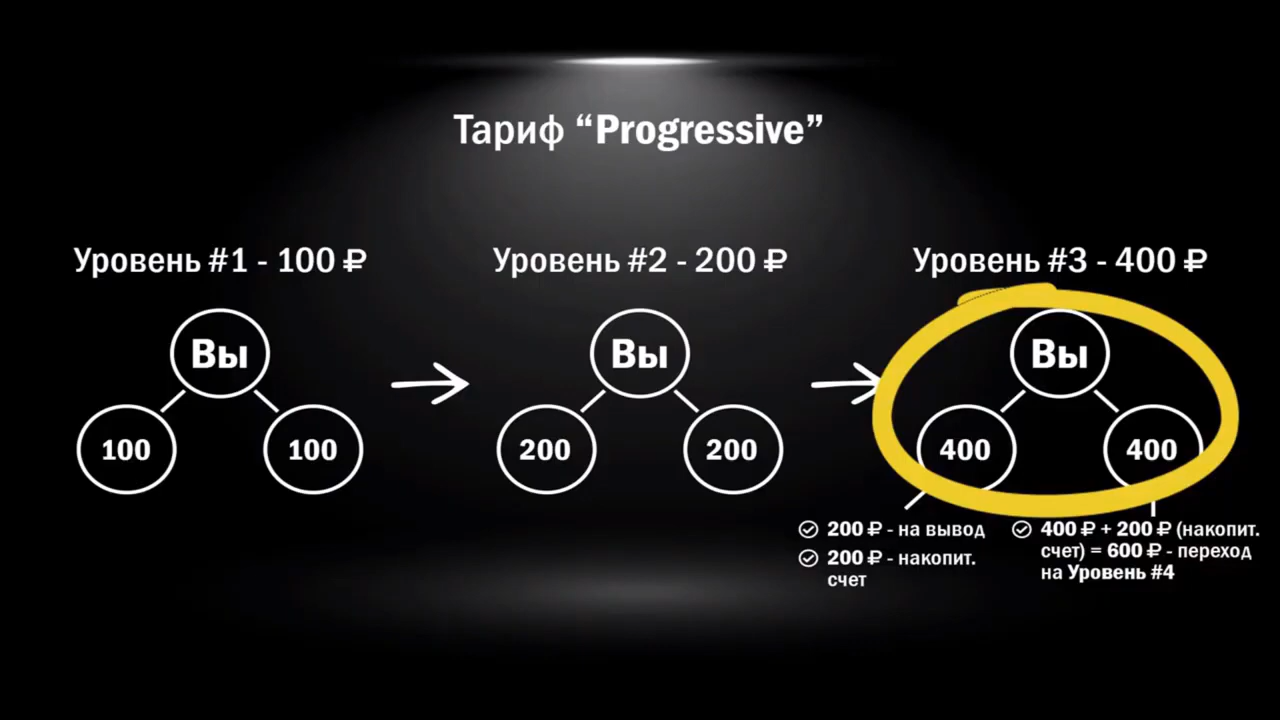 Тариф “Progressive”
Уровень #1 - 100 ₽
Уровень #2 - 200 ₽
Уровень #3 - 400 ₽
Вы
Вы
Вы
100
100
200
200
400
400
200 ₽ - на вывод
200 ₽ - накопит.
счет
400 ₽ + 200 ₽ (накопит.
счет) = 600 ₽ - переход
на Уровень #4